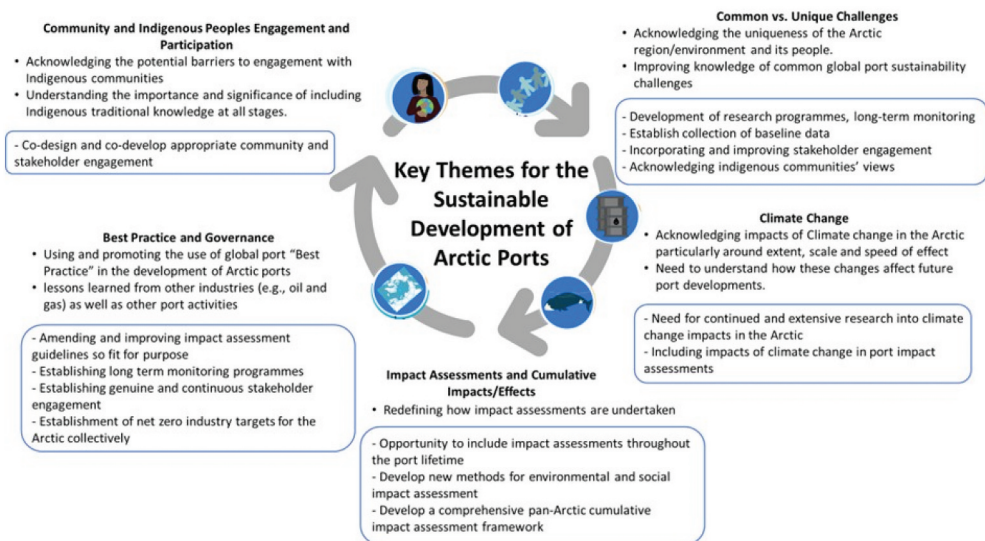 Community and Indigenous Peoples Engagement and
Participation
• Acknowledging the potential barriers to engagement with
Indigenous communities
• Understanding the importance and significance of including
Indigenous traditional knowledge at all stages.
- Co-design and co-develop appropriate community and
stakeholder engagement
Common vs. Unique Challenges
• Acknowledging the uniqueness of the Arctic
region/environment and its people.
• Improving knowledge of common global port sustainability
challenges
- Development of research programmes, long-term monitoring
- Establish collection of baseline data
- Incorporating and improving stakeholder engagement
- Acknowledging indigenous communities’ views
Key Themes for the
Sustainable
Development of
Arctic Ports
Climate Change
• Acknowledging impacts of Climate change in the Arctic
particularly around extent, scale and speed of effect
• Need to understand how these changes affect future
port developments.
- Need for continued and extensive research into climate
change impacts in the Arctic
- Including impacts of climate change in port impact
assessments
Impact Assessments and Cumulative
Impacts/Effects
• Redefining how impact assessments are undertaken
- Opportunity to include impact assessments throughout
the port lifetime
- Develop new methods for environmental and social
impact assessment
- Develop a comprehensive pan-Arctic cumulative
impact assessment framework
Best Practice and Governance
• Using and promoting the use of global port “Best
Practice” in the development of Arctic ports
• lessons learned from other industries (e.g., oil and
gas) as well as other port activities
- Amending and improving impact assessment
guidelines so fit for purpose
- Establishing long term monitoring programmes
- Establishing genuine and continuous stakeholder
engagement
- Establishment of net zero industry targets for the
Arctic collectively